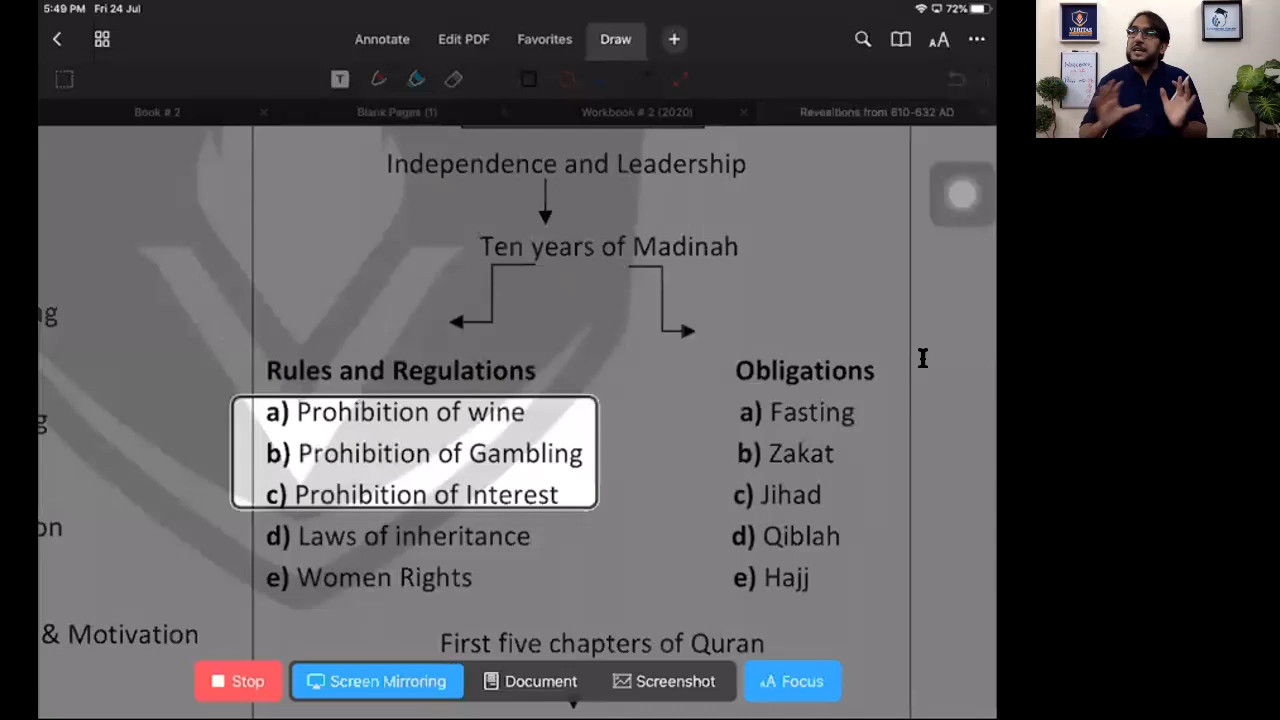 5:49 PM Fri 24 Jul
72%
Annotate Edit PDF Favorites Draw +
AA
T
Book # 2
Blank Pages (1)
Workbook # 2 (2020)
Revelations from 610-632 AD
VERITAS
Independence and Leadership
Ten years of Madinah
Rules and Regulations
a) Prohibition of wine
b) Prohibition of Gambling
c) Prohibition of Interest
d) Laws of inheritance
e) Women Rights
Obligations
a) Fasting
b) Zakat
c) Jihad
d) Qiblah
e) Hajj
on
& Motivation
First five chapters of Quran
Stop
Screen Mirroring
Document
Screenshot
AA Focus